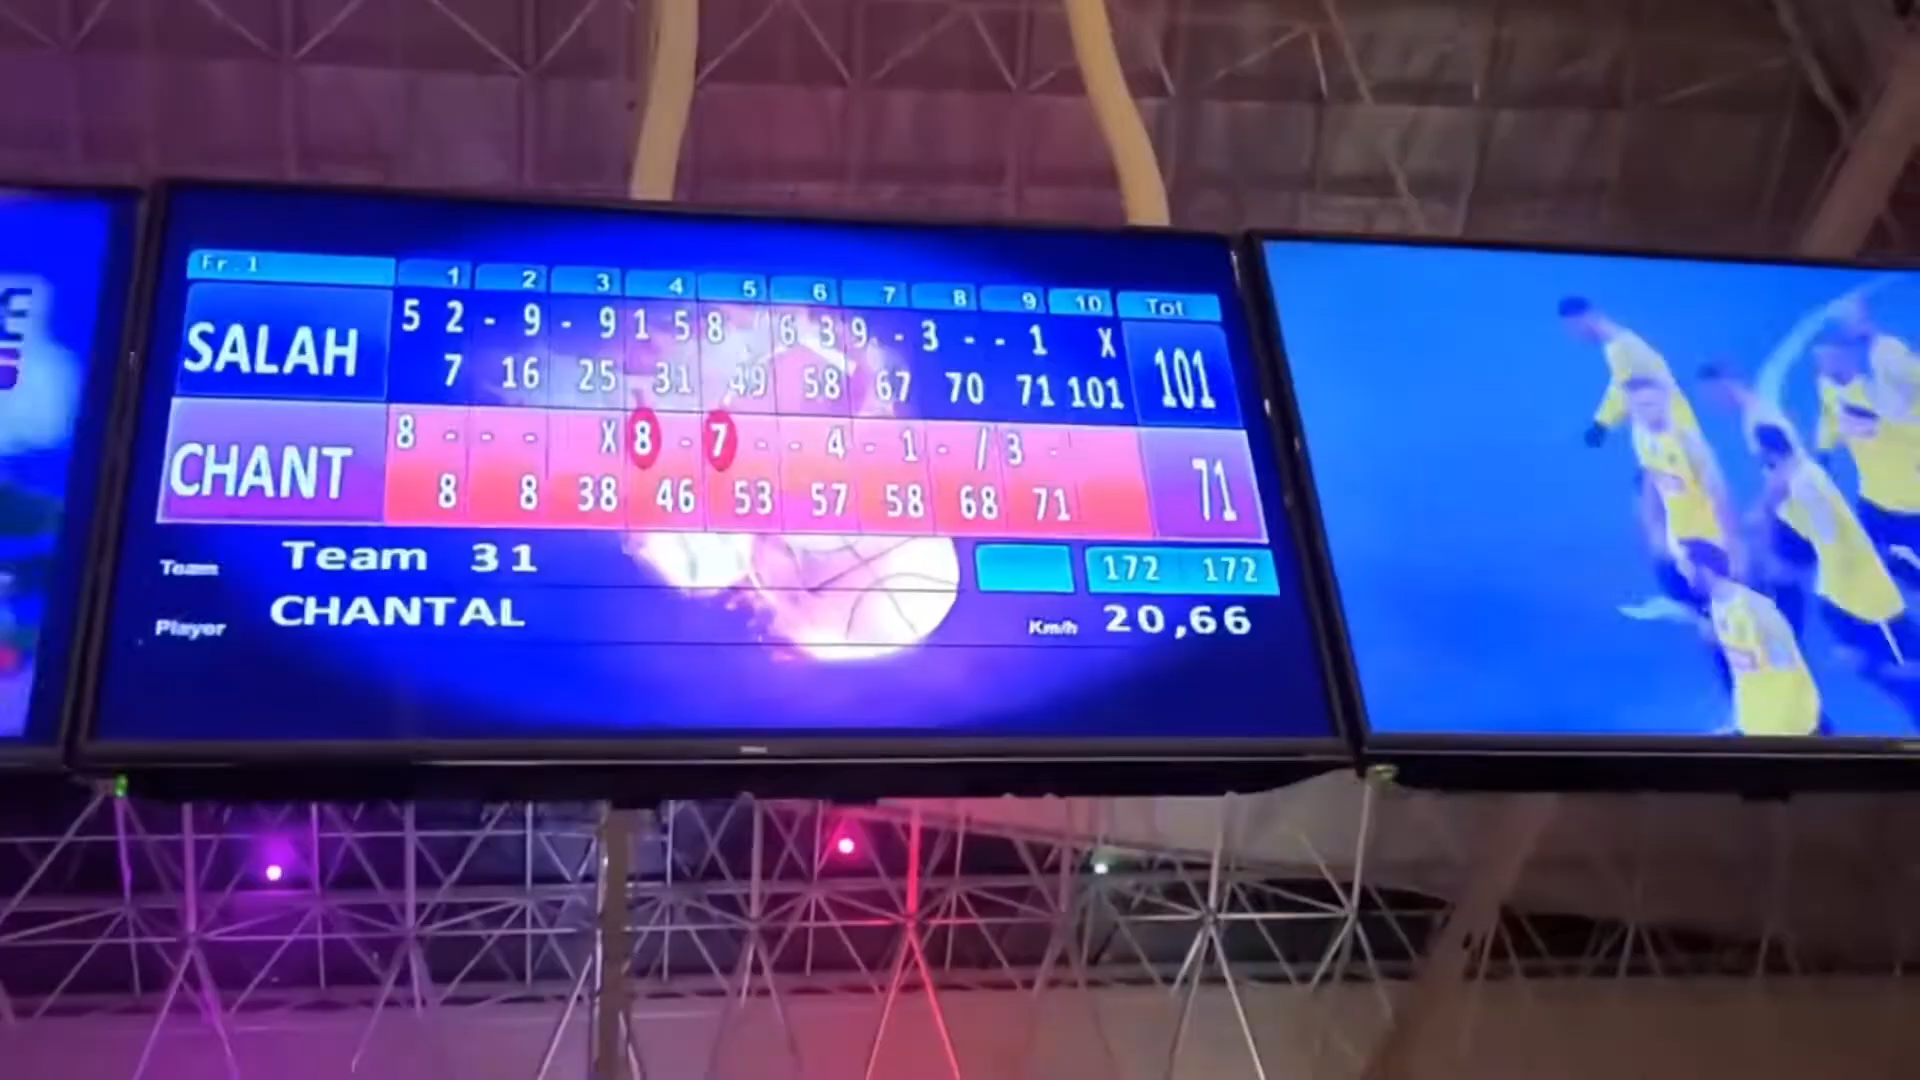 Fr.1 1 2 3 4 5 6 7 8 9 10 Tot
5 2 - 9 - 9 1 5 8 / 6 3 9 - 3 - - 1 X
SALAH 7 16 25 31 49 58 67 70 71 101 101
8 - - - X 8 - 7 - - 4 - 1 - / 3 -
CHANT 8 8 38 46 53 57 58 68 71 71
Team Team 31 172 172
Player CHANTAL Km/h 20,66